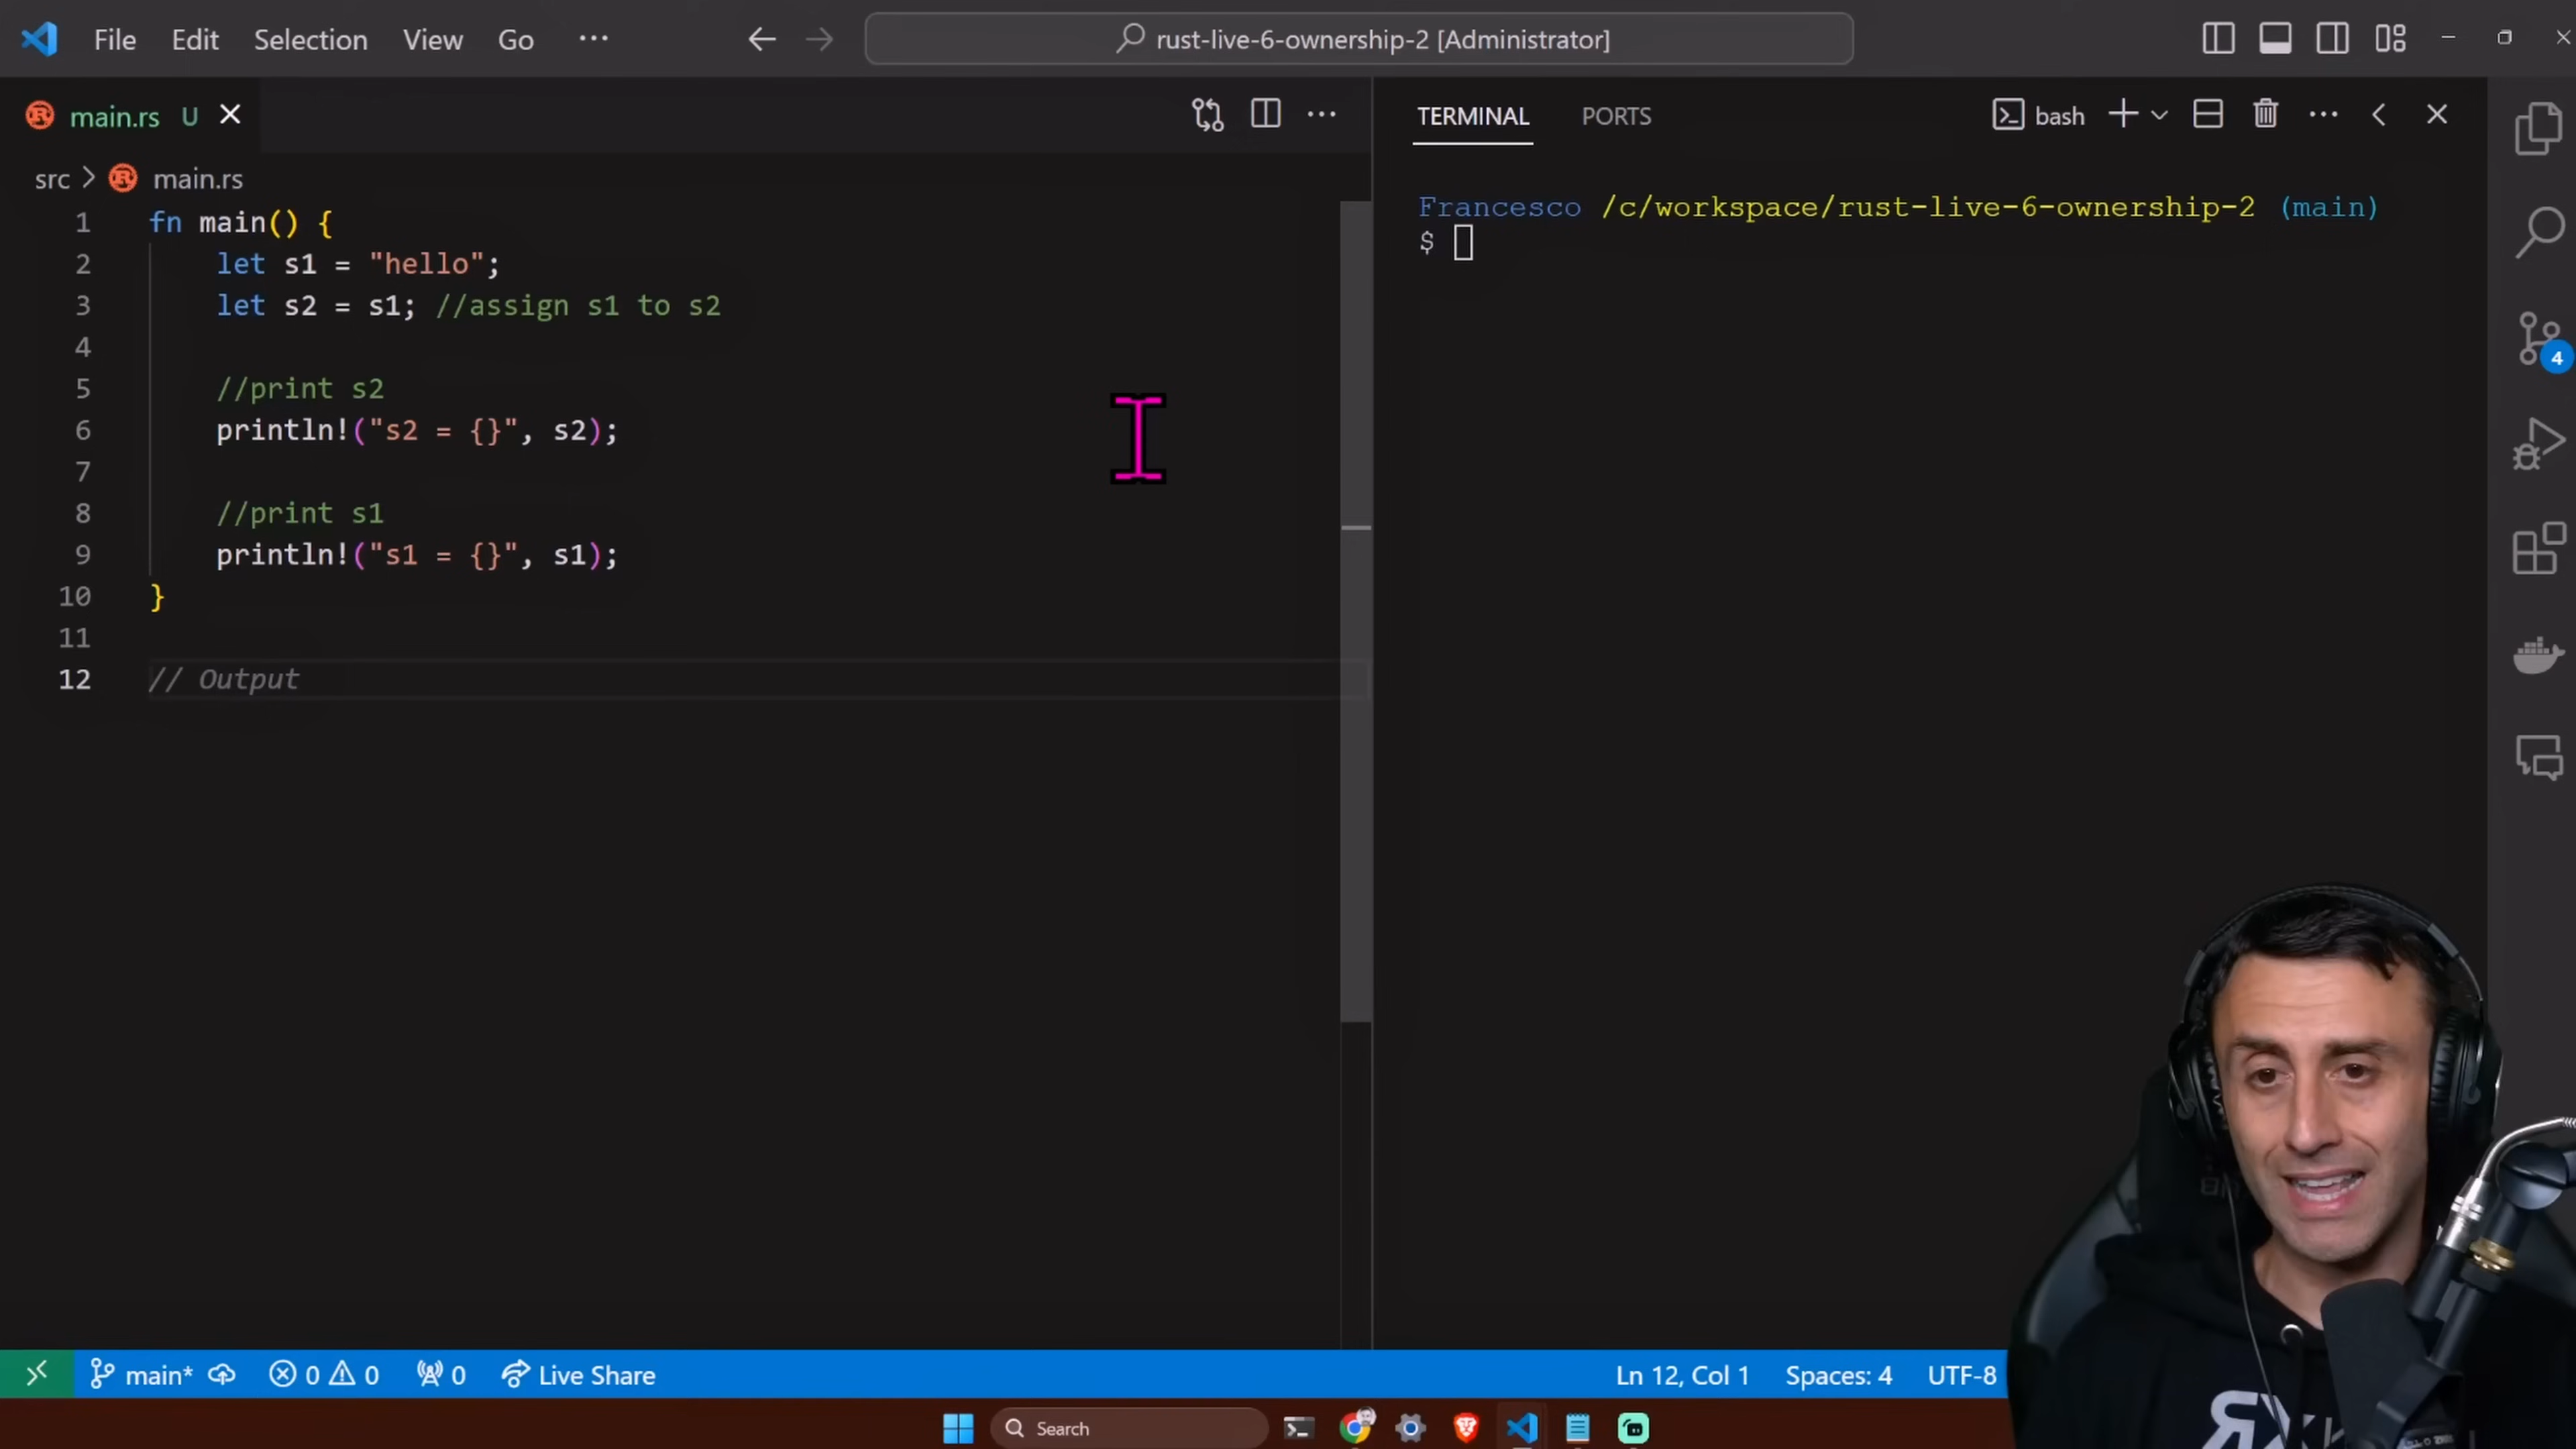 File Edit Selection View Go ... rust-live-6-ownership-2 [Administrator]
main.rs U
src > main.rs
1 fn main() {
2 let s1 = "hello";
3 let s2 = s1; //assign s1 to s2
4
5 //print s2
6 println!("s2 = {}", s2);
7
8 //print s1
9 println!("s1 = {}", s1);
10 }
11
12 // Output
TERMINAL PORTS bash
Francesco /c/workspace/rust-live-6-ownership-2 (main)
$
4
main* 0 0 0 Live Share Ln 12, Col 1 Spaces: 4 UTF-8
Search